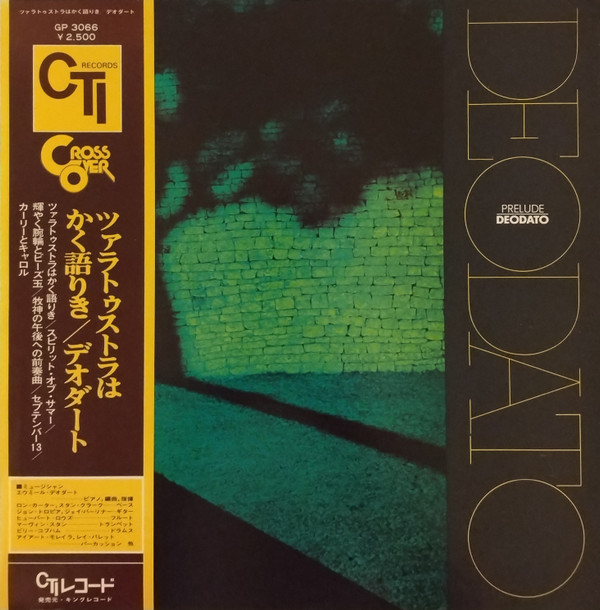 ツァラトゥストラはかく語りき デオダート
GP 3066
¥2,500
CTI RECORDS
CROSS OVER
ツァラトゥストラは
かく語りき/デオダート
ツァラトゥストラはかく語りき/スピリット・オブ・サマー/
輝やく腕輪とビーズ玉/牧神の午後への前奏曲/セプテンバー13/
カーリーとキャロル
■ミュージシャン
エウミール・デオダート
ピアノ,編曲,指揮
ロン・カーター,スタン・クラーク ベース
ジョン・トロピア,ジェイ・バーリナー ギター
ヒューバート・ロウズ フルート
マーヴィン・スタム トランペット
ビリー・コブハム ドラムス
アイアート・モレイラ,レイ・バレット
パーカッション 他
CTIレコード
発売元・キングレコード
PRELUDE
DEODATO
DEODATO